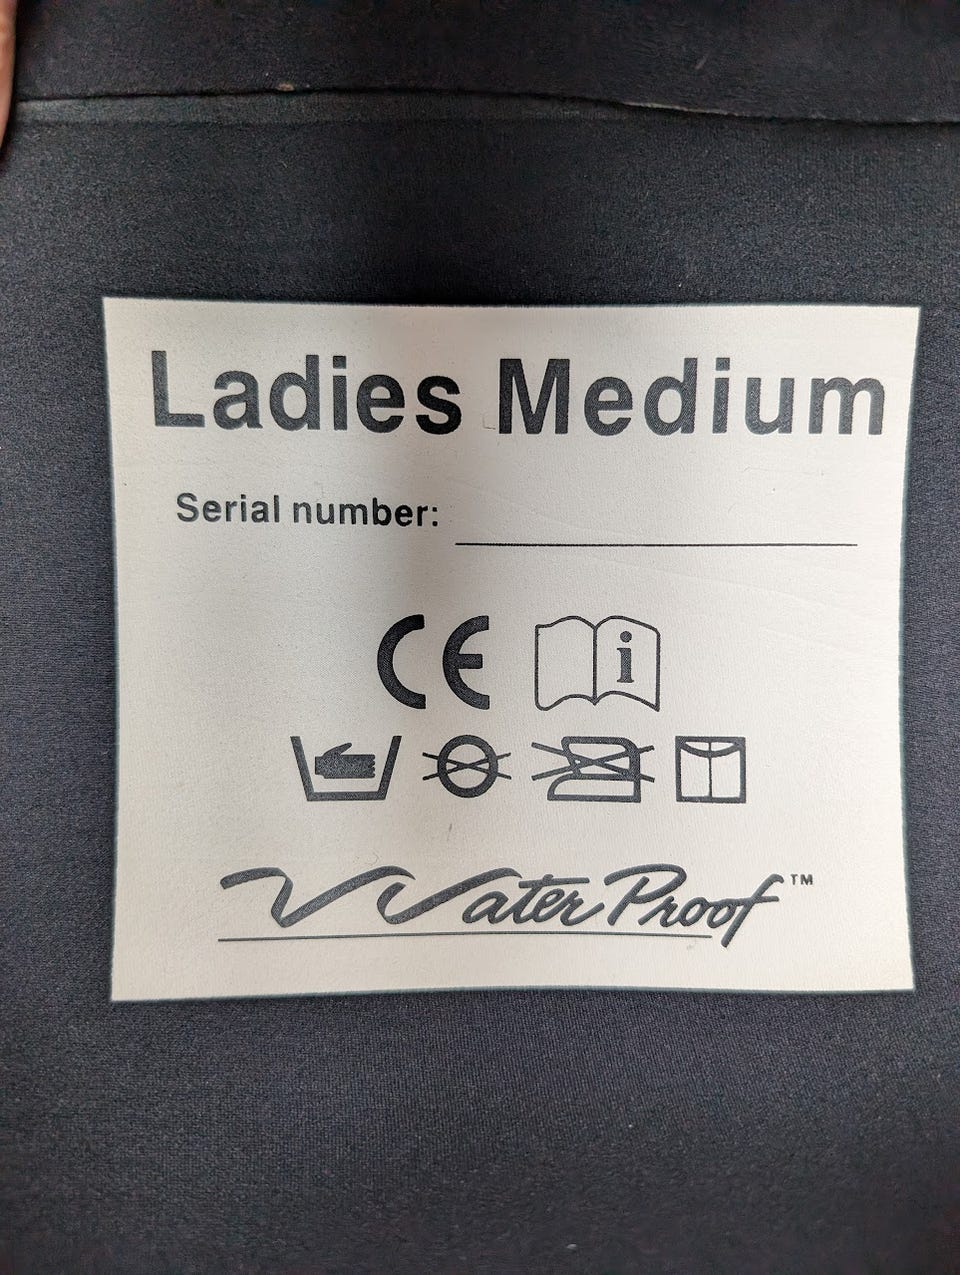 Ladies Medium
Serial number:
CE i
WaterProof™